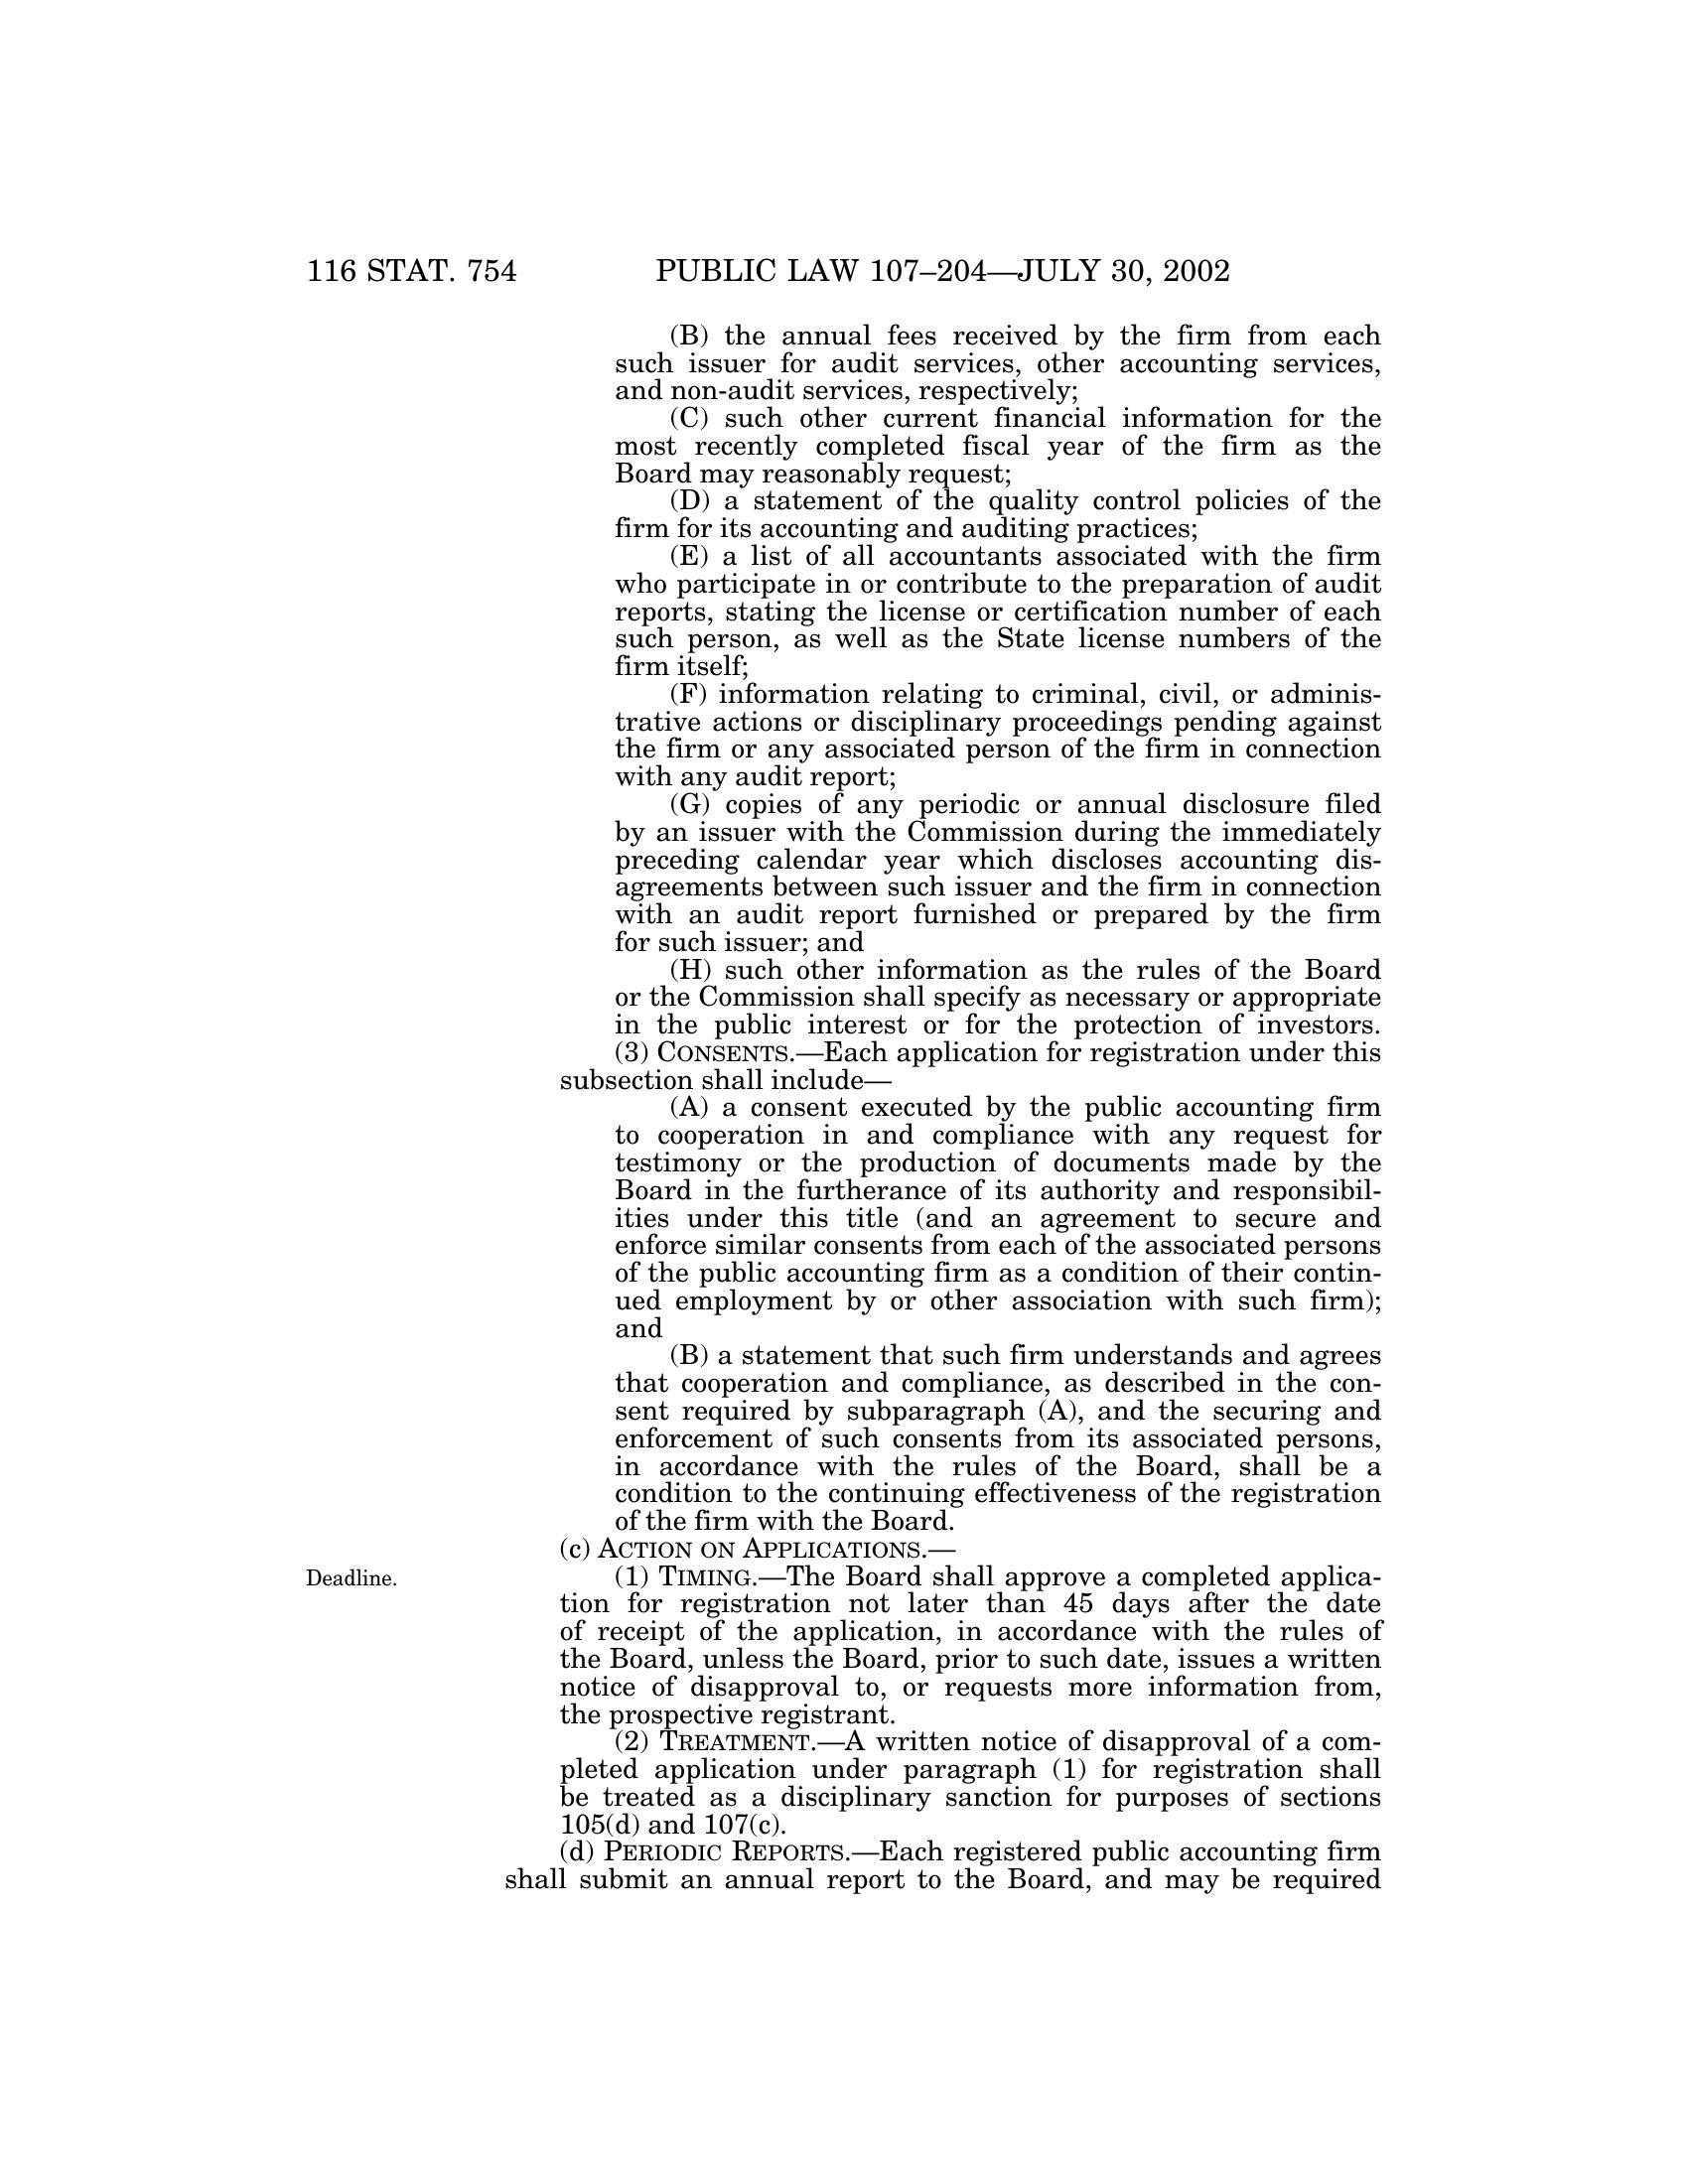 116 STAT. 754
PUBLIC LAW 107–204—JULY 30, 2002
(B) the annual fees received by the firm from each
such issuer for audit services, other accounting services,
and non-audit services, respectively;
(C) such other current financial information for the
most recently completed fiscal year of the firm as the
Board may reasonably request;
(D) a statement of the quality control policies of the
firm for its accounting and auditing practices;
(E) a list of all accountants associated with the firm
who participate in or contribute to the preparation of audit
reports, stating the license or certification number of each
such person, as well as the State license numbers of the
firm itself;
(F) information relating to criminal, civil, or adminis-
trative actions or disciplinary proceedings pending against
the firm or any associated person of the firm in connection
with any audit report;
(G) copies of any periodic or annual disclosure filed
by an issuer with the Commission during the immediately
preceding calendar year which discloses accounting dis-
agreements between such issuer and the firm in connection
with an audit report furnished or prepared by the firm
for such issuer; and
(H) such other information as the rules of the Board
or the Commission shall specify as necessary or appropriate
in the public interest or for the protection of investors.
(3) CONSENTS.—Each application for registration under this
subsection shall include—
(A) a consent executed by the public accounting firm
to cooperation in and compliance with any request for
testimony or the production of documents made by the
Board in the furtherance of its authority and responsibil-
ities under this title (and an agreement to secure and
enforce similar consents from each of the associated persons
of the public accounting firm as a condition of their contin-
ued employment by or other association with such firm);
and
(B) a statement that such firm understands and agrees
that cooperation and compliance, as described in the con-
sent required by subparagraph (A), and the securing and
enforcement of such consents from its associated persons,
in accordance with the rules of the Board, shall be a
condition to the continuing effectiveness of the registration
of the firm with the Board.
(c) ACTION ON APPLICATIONS.—
Deadline.
(1) TIMING.—The Board shall approve a completed applica-
tion for registration not later than 45 days after the date
of receipt of the application, in accordance with the rules of
the Board, unless the Board, prior to such date, issues a written
notice of disapproval to, or requests more information from,
the prospective registrant.
(2) TREATMENT.—A written notice of disapproval of a com-
pleted application under paragraph (1) for registration shall
be treated as a disciplinary sanction for purposes of sections
105(d) and 107(c).
(d) PERIODIC REPORTS.—Each registered public accounting firm
shall submit an annual report to the Board, and may be required